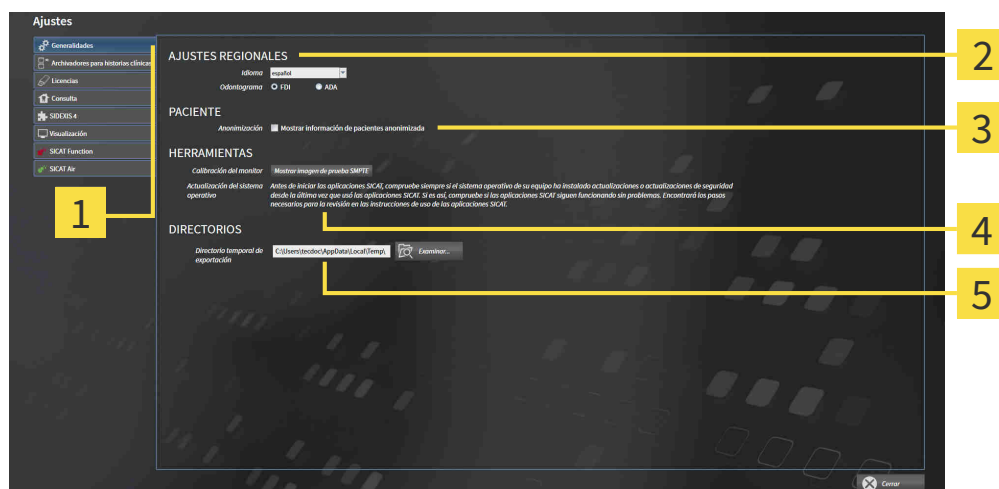 Ajustes
Generalidades
Archivadores para historias clínicas
Licencias
Consulta
SIDEXIS 4
Visualización
SICAT Function
SICAT Air
AJUSTES REGIONALES
Idioma español
Odontograma FDI ADA
PACIENTE
Anonimización Mostrar información de pacientes anonimizada
HERRAMIENTAS
Calibración del monitor Mostrar imagen de prueba SMPTE
Actualización del sistema operativo
Antes de iniciar las aplicaciones SICAT, compruebe siempre si el sistema operativo de su equipo ha instalado actualizaciones o actualizaciones de seguridad
desde la última vez que usó las aplicaciones SICAT. Si es así, compruebe si las aplicaciones SICAT siguen funcionando sin problemas. Encontrará los pasos
necesarios para la revisión en las instrucciones de uso de las aplicaciones SICAT.
DIRECTORIOS
Directorio temporal de
exportación
C:\Users\tecdoc\AppData\Local\Temp\ Examinar...
Cerrar
1
2
3
4
5